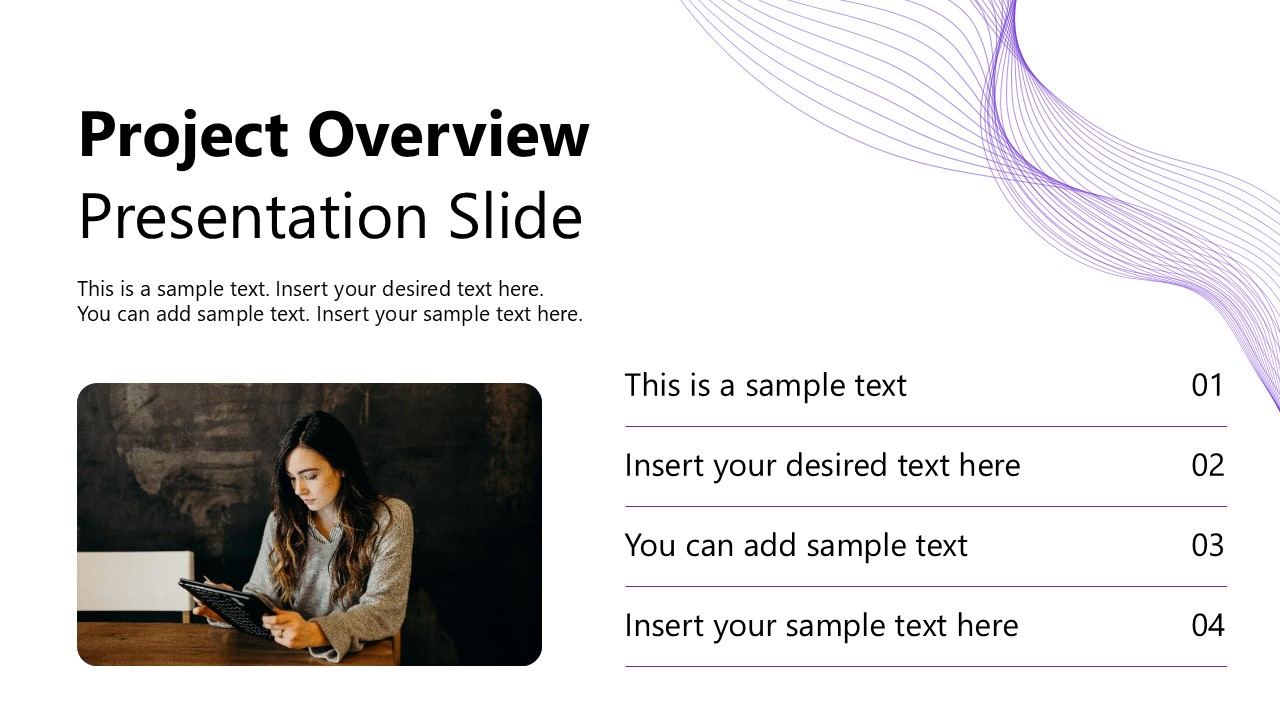 Project Overview
Presentation Slide
This is a sample text. Insert your desired text here.
You can add sample text. Insert your sample text here.
This is a sample text 01
Insert your desired text here 02
You can add sample text 03
Insert your sample text here 04